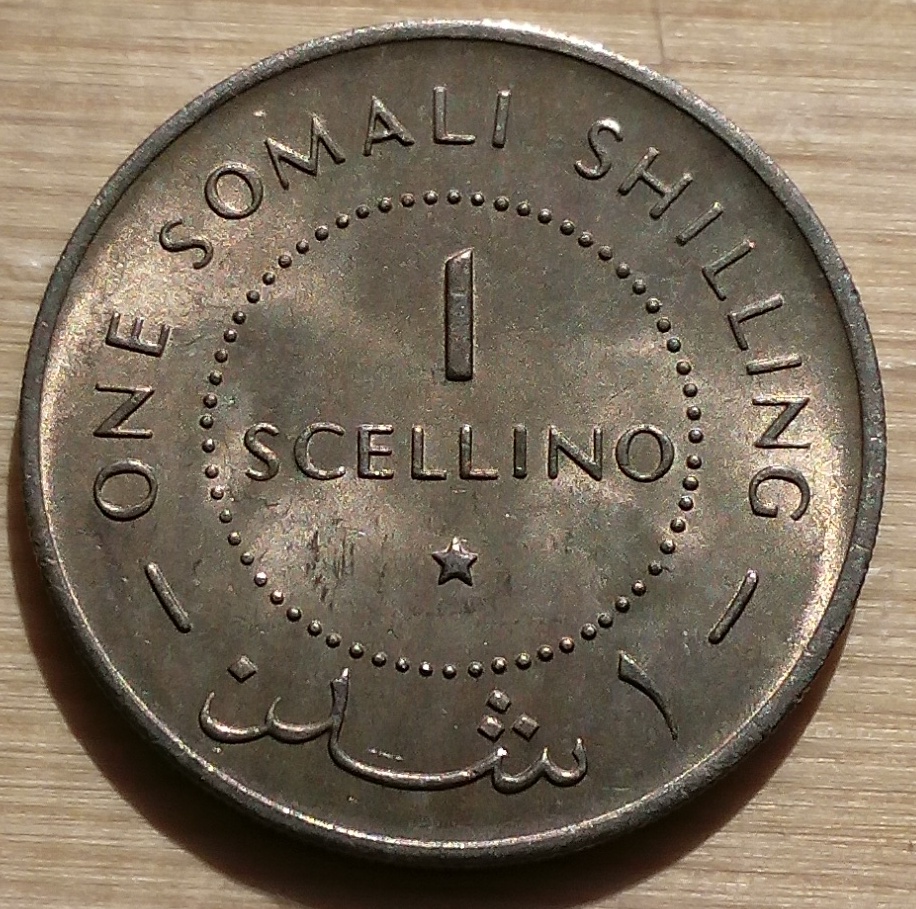 ONE SOMALI SHILLING
1
SCELLINO
١ شلن